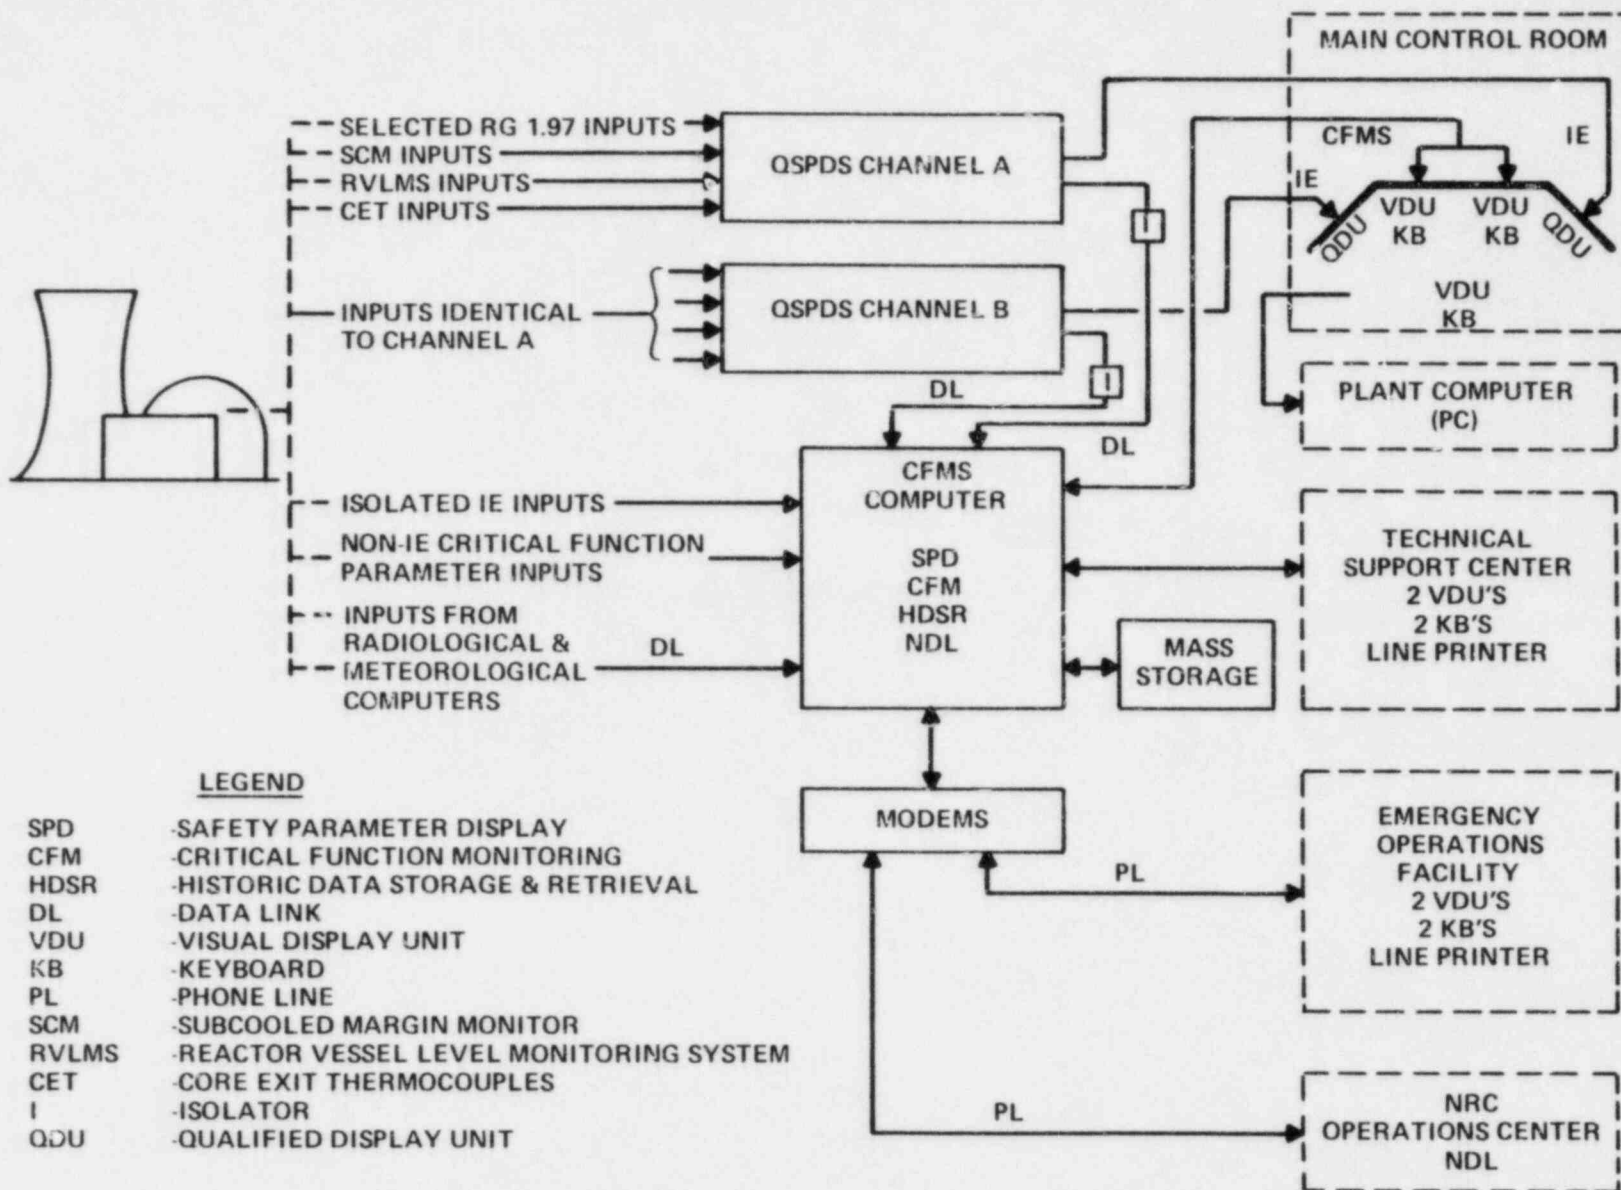 MAIN CONTROL ROOM
SELECTED RG 1.97 INPUTS
SCM INPUTS
RVLMS INPUTS
CET INPUTS
QSPDS CHANNEL A
CFMS
IE
IE
QDU
VDU
KB
VDU
KB
QDU
VDU
KB
I
INPUTS IDENTICAL
TO CHANNEL A
QSPDS CHANNEL B
I
DL
DL
PLANT COMPUTER
(PC)
ISOLATED IE INPUTS
NON-IE CRITICAL FUNCTION
PARAMETER INPUTS
INPUTS FROM
RADIOLOGICAL &
METEOROLOGICAL
COMPUTERS
DL
CFMS
COMPUTER
SPD
CFM
HDSR
NDL
MASS
STORAGE
TECHNICAL
SUPPORT CENTER
2 VDU'S
2 KB'S
LINE PRINTER
MODEMS
PL
EMERGENCY
OPERATIONS
FACILITY
2 VDU'S
2 KB'S
LINE PRINTER
PL
NRC
OPERATIONS CENTER
NDL
LEGEND
SPD -SAFETY PARAMETER DISPLAY
CFM -CRITICAL FUNCTION MONITORING
HDSR -HISTORIC DATA STORAGE & RETRIEVAL
DL -DATA LINK
VDU -VISUAL DISPLAY UNIT
KB -KEYBOARD
PL -PHONE LINE
SCM -SUBCOOLED MARGIN MONITOR
RVLMS -REACTOR VESSEL LEVEL MONITORING SYSTEM
CET -CORE EXIT THERMOCOUPLES
I -ISOLATOR
QDU -QUALIFIED DISPLAY UNIT